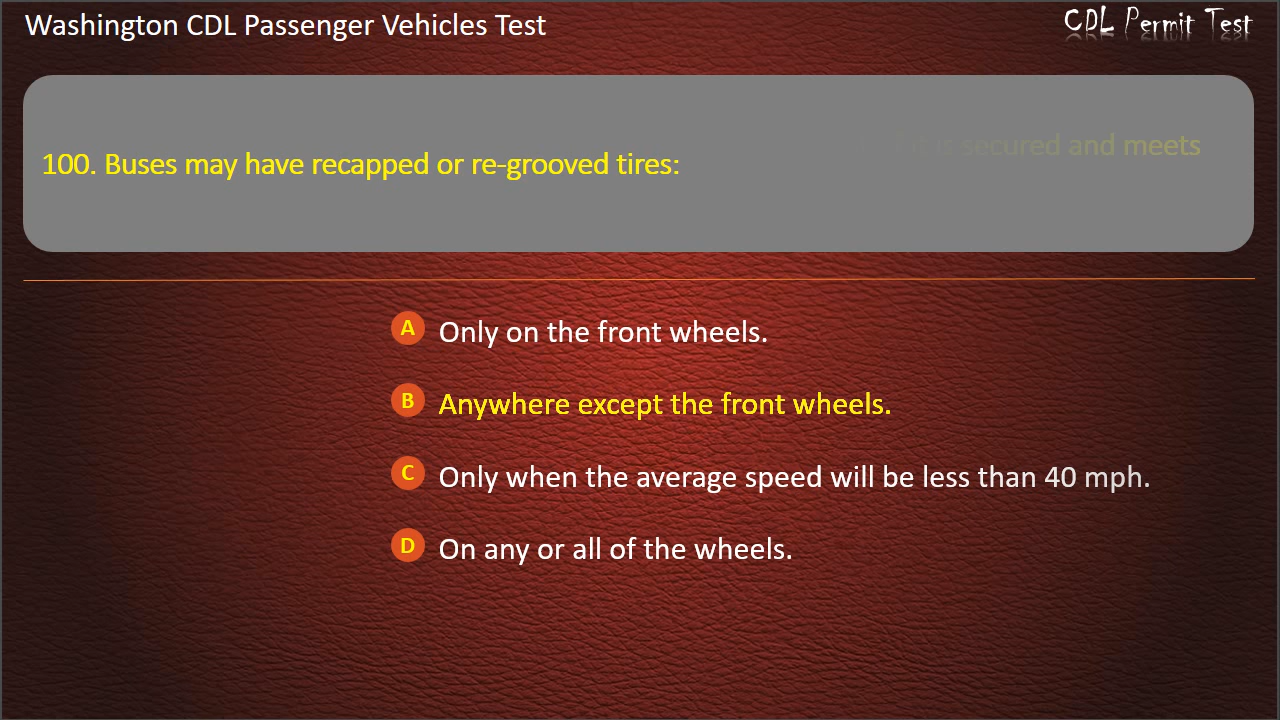 Washington CDL Passenger Vehicles Test
CDL Permit Test
is secured and meets
100. Buses may have recapped or re-grooved tires:
A Only on the front wheels.
B Anywhere except the front wheels.
C Only when the average speed will be less than 40 mph.
D On any or all of the wheels.